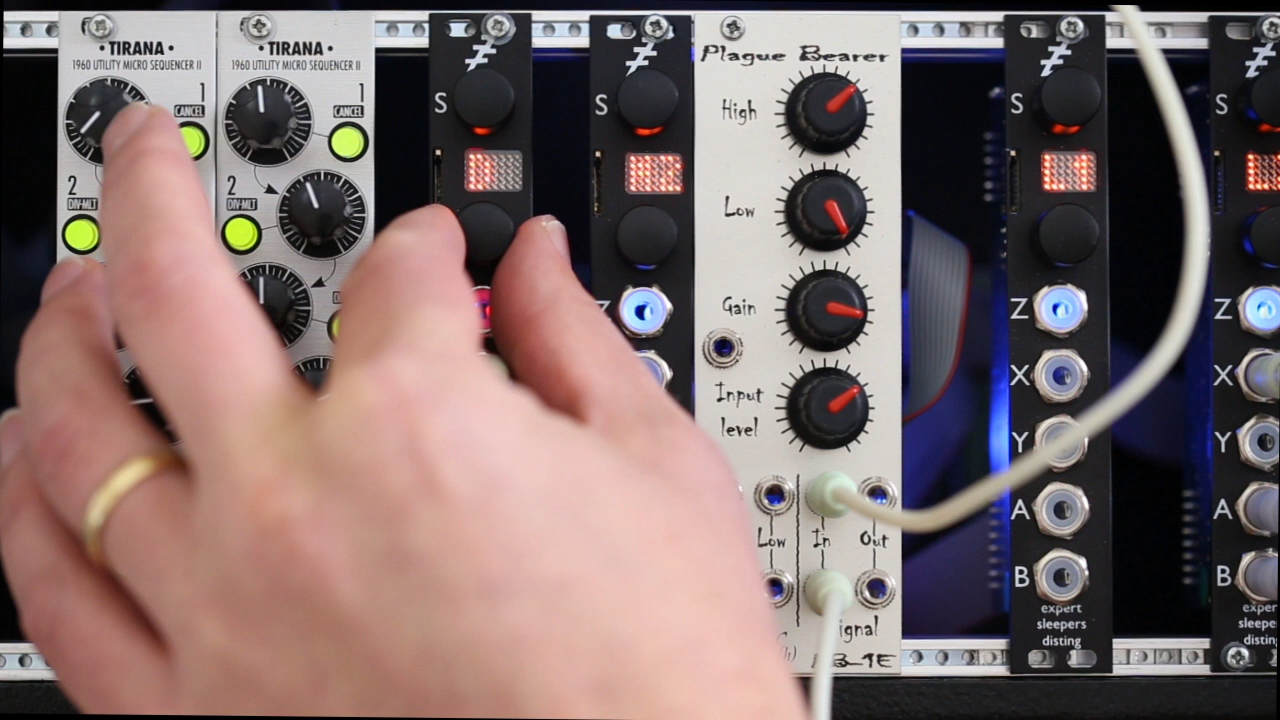 •TIRANA•
1960 UTILITY MICRO SEQUENCER II
1
CANCEL
2
DIV-MLT
•TIRANA•
1960 UTILITY MICRO SEQUENCER II
1
CANCEL
2
DIV-MLT
S
S
Z
Plague Bearer
High
Low
Gain
Input
level
Low
In
Out
S
Z
X
Y
A
B
expert
sleepers
disting
S
Z
X
Y
A
B